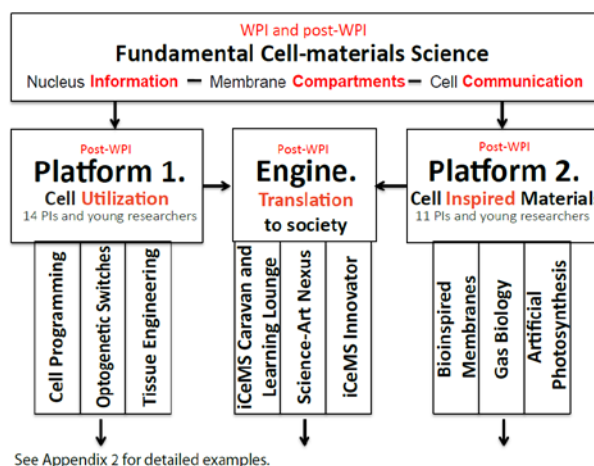 WPI and post-WPI
Fundamental Cell-materials Science
Nucleus Information – Membrane Compartments – Cell Communication
Post-WPI
Platform 1.
Cell Utilization
14 PIs and young researchers
Cell Programming
Optogenetic Switches
Tissue Engineering
Post-WPI
Engine.
Translation
to society
iCeMS Caravan and
Learning Lounge
Science-Art Nexus
iCeMS Innovator
Post-WPI
Platform 2.
Cell Inspired Material
11 PIs and young researchers
Bioinspired
Membranes
Gas Biology
Artificial
Photosynthesis
See Appendix 2 for detailed examples.